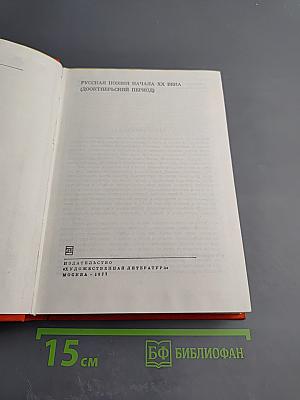 РУССКАЯ ПОЭЗИЯ НАЧАЛА XX ВЕКА
(ДООКТЯБРЬСКИЙ ПЕРИОД)
ИЗДАТЕЛЬСТВО
«ХУДОЖЕСТВЕННАЯ ЛИТЕРАТУРА»
МОСКВА • 1977
15 СМ
БФ БИБЛИОФАН